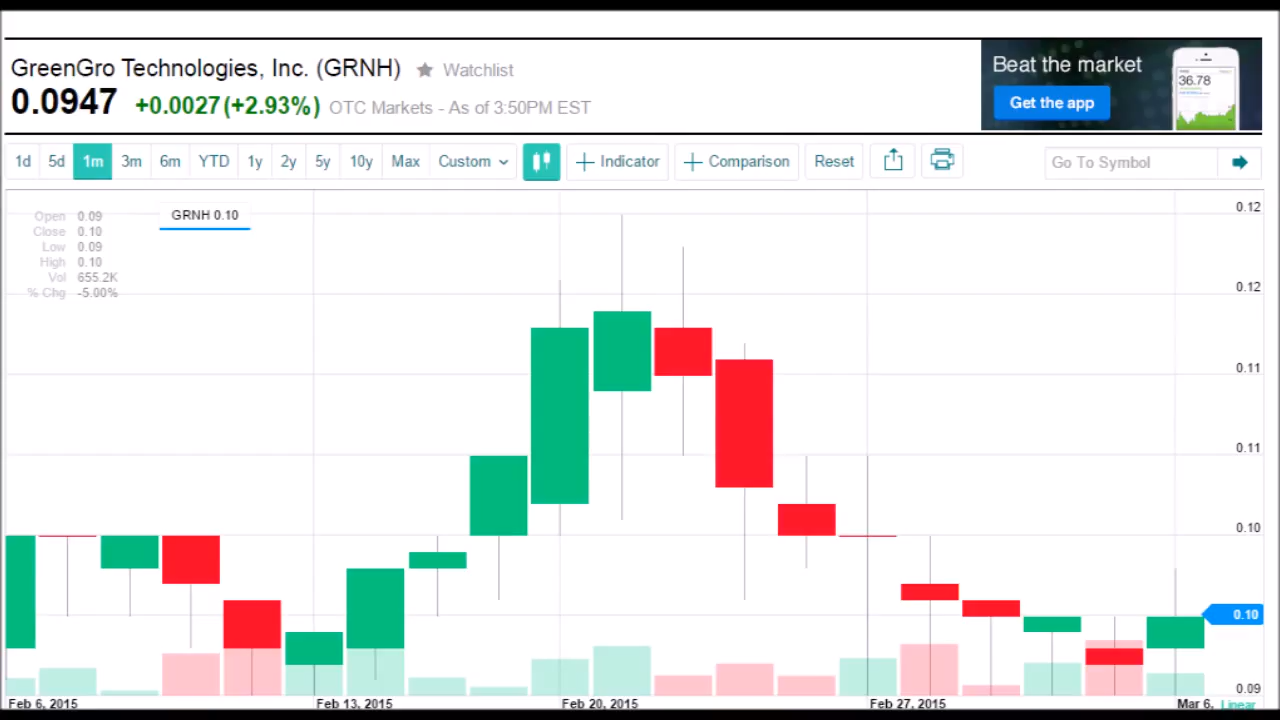 GreenGro Technologies, Inc. (GRNH) ★ Watchlist
0.0947 +0.0027(+2.93%) OTC Markets - As of 3:50PM EST
Beat the market
Get the app
36.78
1d 5d 1m 3m 6m YTD 1y 2y 5y 10y Max Custom Indicator Comparison Reset Go To Symbol
Open 0.09
Close 0.10
Low 0.09
High 0.10
Vol 655.2K
% Chg -5.00%
GRNH 0.10
0.12
0.12
0.11
0.11
0.10
0.10
0.09
Feb 6, 2015 Feb 13, 2015 Feb 20, 2015 Feb 27, 2015 Mar 6, Linear